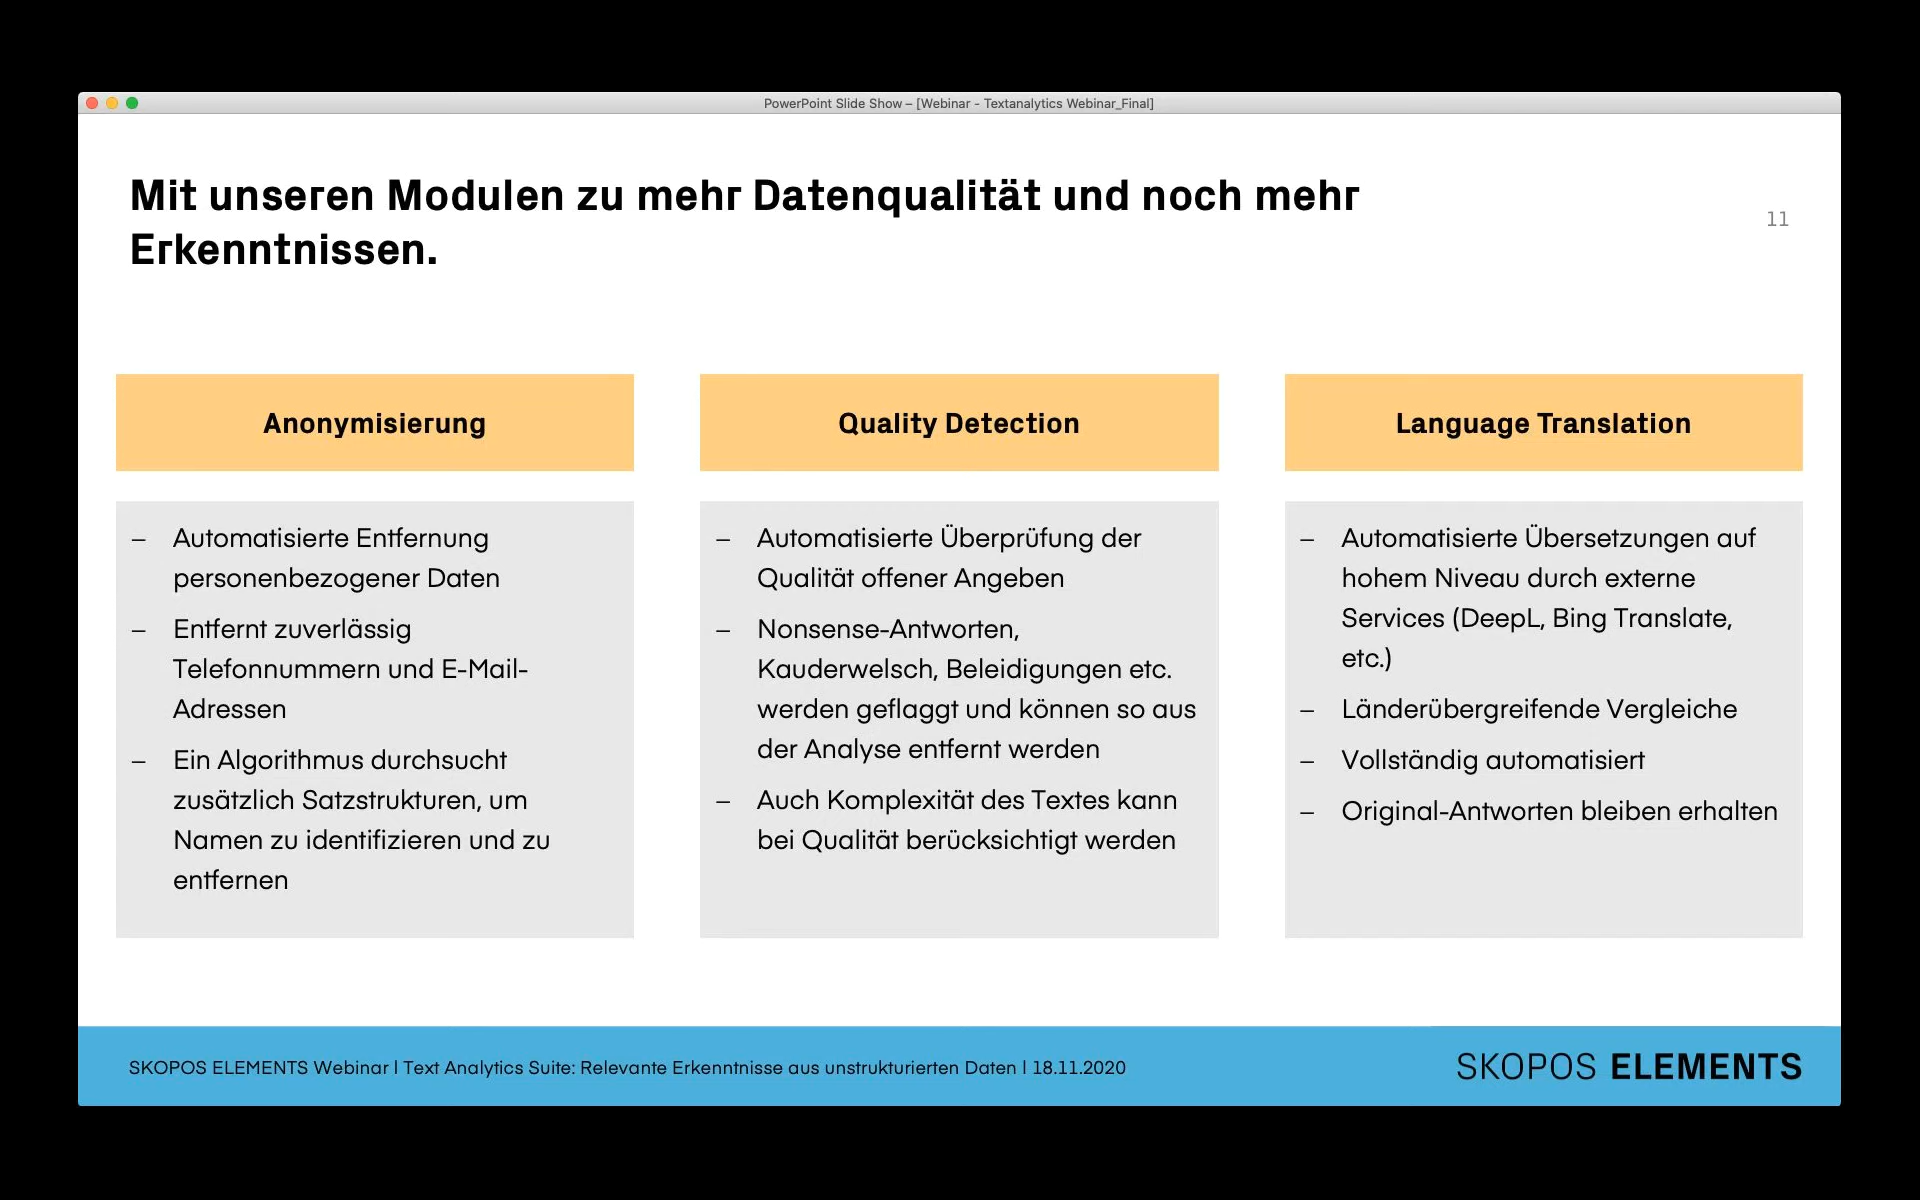 PowerPoint Slide Show – [Webinar - Textanalytics Webinar_Final]
Mit unseren Modulen zu mehr Datenqualität und noch mehr
Erkenntnissen.
11
Anonymisierung
– Automatisierte Entfernung
personenbezogener Daten
– Entfernt zuverlässig
Telefonnummern und E-Mail-
Adressen
– Ein Algorithmus durchsucht
zusätzlich Satzstrukturen, um
Namen zu identifizieren und zu
entfernen
Quality Detection
– Automatisierte Überprüfung der
Qualität offener Angeben
– Nonsense-Antworten,
Kauderwelsch, Beleidigungen etc.
werden geflaggt und können so aus
der Analyse entfernt werden
– Auch Komplexität des Textes kann
bei Qualität berücksichtigt werden
Language Translation
– Automatisierte Übersetzungen auf
hohem Niveau durch externe
Services (DeepL, Bing Translate,
etc.)
– Länderübergreifende Vergleiche
– Vollständig automatisiert
– Original-Antworten bleiben erhalten
SKOPOS ELEMENTS Webinar | Text Analytics Suite: Relevante Erkenntnisse aus unstrukturierten Daten | 18.11.2020
SKOPOS ELEMENTS